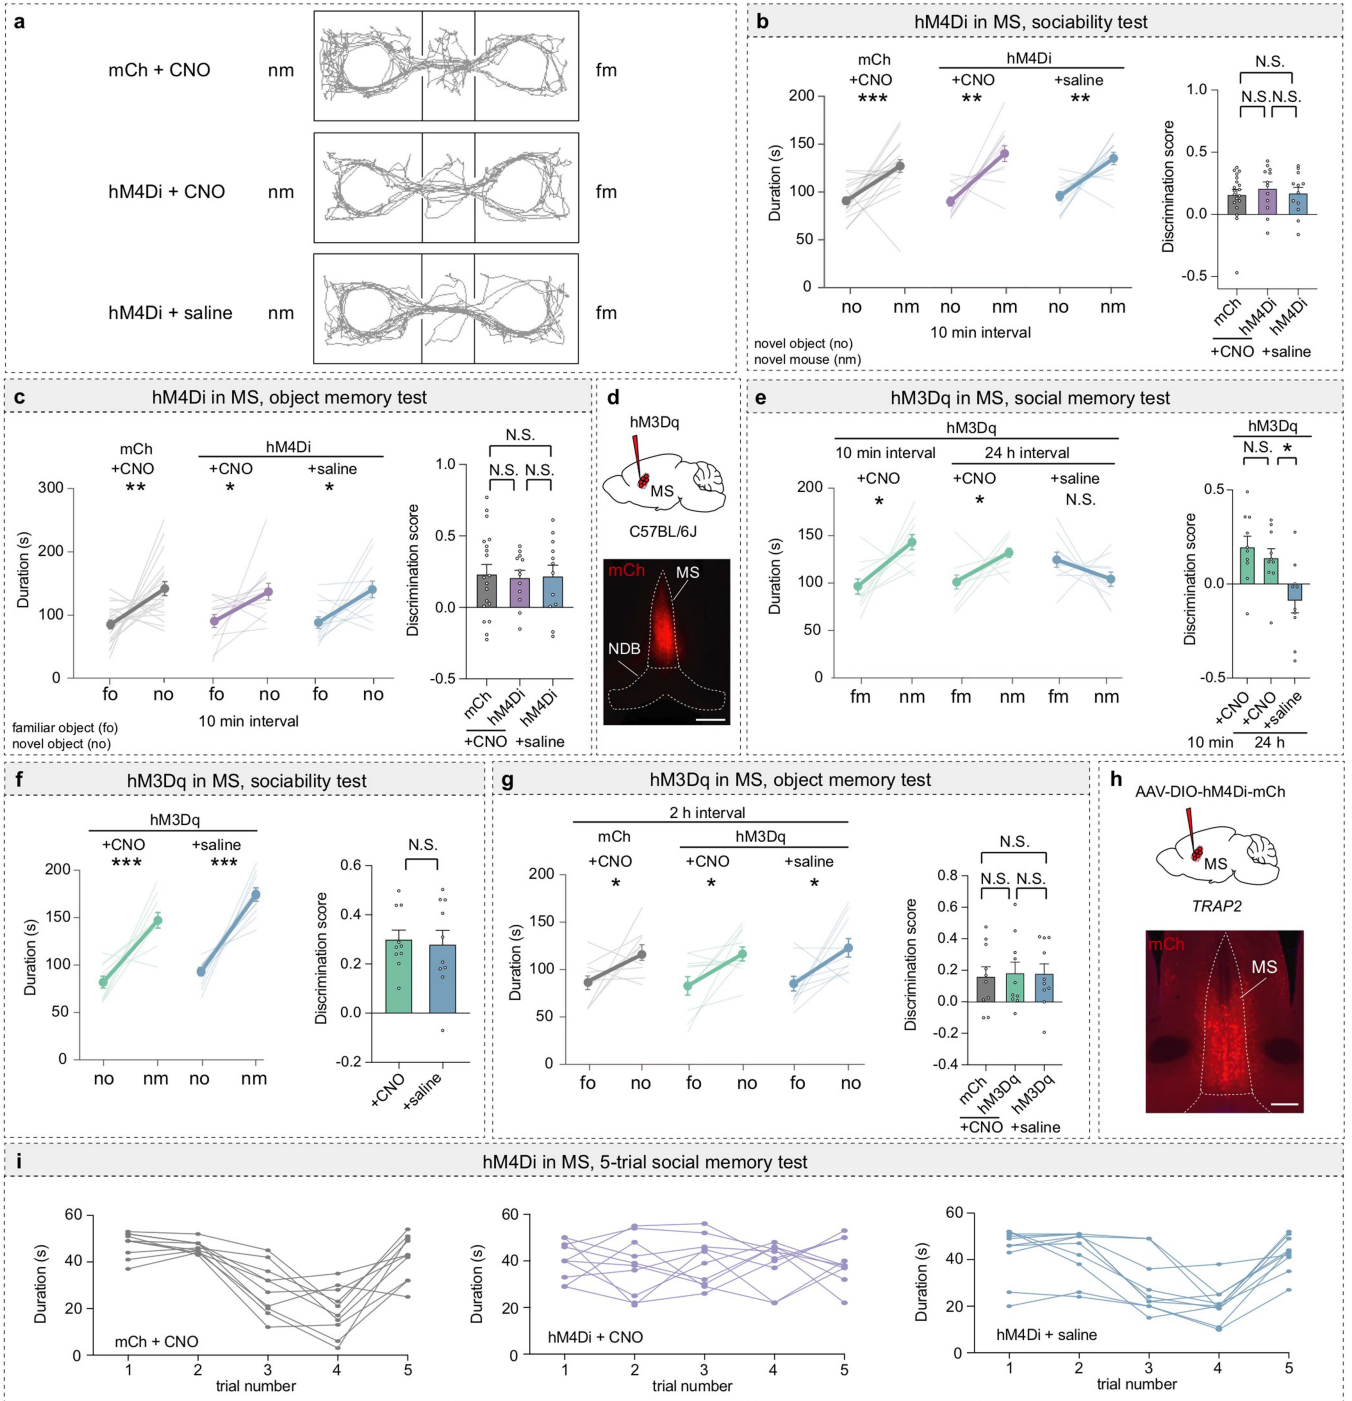 a
mCh + CNO nm fm
hM4Di + CNO nm fm
hM4Di + saline nm fm
b
hM4Di in MS, sociability test
mCh
+CNO
***
hM4Di
+CNO
**
+saline
**
Duration (s)
200
150
100
50
0
no nm no nm no nm
10 min interval
novel object (no)
novel mouse (nm)
N.S.
N.S. N.S.
Discrimination score
1.0
0.5
0.0
-0.5
mCh hM4Di hM4Di
+CNO +saline
c
hM4Di in MS, object memory test
mCh
+CNO
**
hM4Di
+CNO
*
+saline
*
Duration (s)
300
200
100
0
fo no fo no fo no
10 min interval
familiar object (fo)
novel object (no)
N.S.
N.S. N.S.
Discrimination score
1.0
0.5
0.0
-0.5
mCh hM4Di hM4Di
+CNO +saline
d
hM3Dq
MS
C57BL/6J
mCh
MS
NDB
e
hM3Dq in MS, social memory test
hM3Dq
10 min interval 24 h interval
+CNO +CNO +saline
* * N.S.
Duration (s)
200
150
100
50
0
fm nm fm nm fm nm
hM3Dq
N.S. *
Discrimination score
0.5
0.0
-0.5
+CNO +CNO +saline
10 min 24 h
f
hM3Dq in MS, sociability test
hM3Dq
+CNO +saline
*** ***
Duration (s)
200
150
100
50
0
no nm no nm
N.S.
Discrimination score
0.6
0.4
0.2
0.0
-0.2
+CNO +saline
g
hM3Dq in MS, object memory test
2 h interval
mCh hM3Dq
+CNO +CNO +saline
* * *
Duration (s)
200
150
100
50
0
fo no fo no fo no
N.S.
N.S. N.S.
Discrimination score
0.8
0.6
0.4
0.2
0.0
-0.2
-0.4
mCh hM3Dq hM3Dq
+CNO +saline
h
AAV-DIO-hM4Di-mCh
MS
TRAP2
mCh
MS
i
hM4Di in MS, 5-trial social memory test
Duration (s)
60
40
20
0
mCh + CNO
1 2 3 4 5
trial number
Duration (s)
60
40
20
0
hM4Di + CNO
1 2 3 4 5
trial number
Duration (s)
60
40
20
0
hM4Di + saline
1 2 3 4 5
trial number